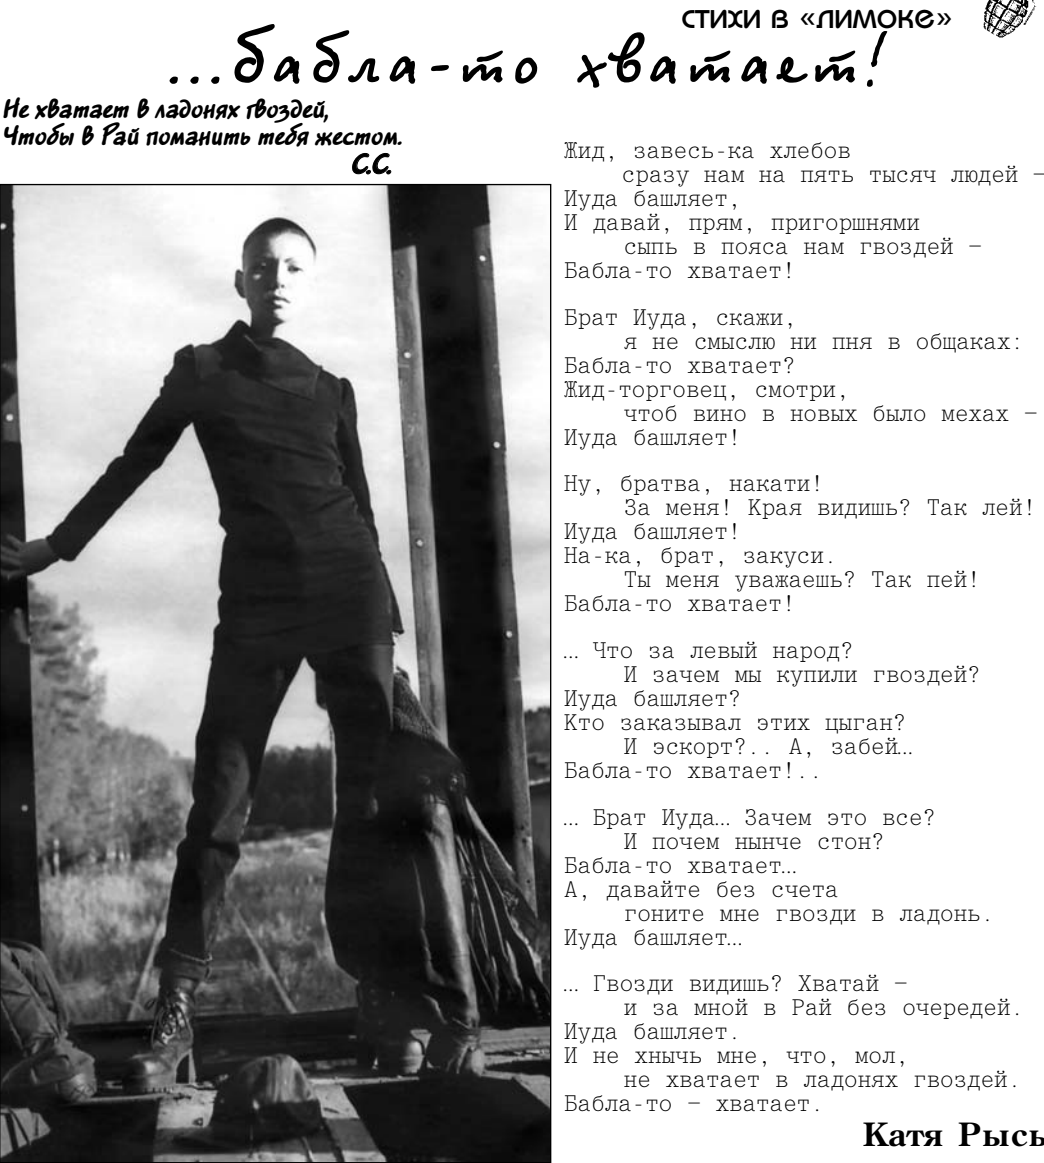 СТИХИ В «ЛИМОКЕ»
...бабла-то хватает!
Не хватает в ладонях гвоздей,
Чтобы в Рай поманить тебя жестом.
С.С.
Жид, завесь-ка хлебов
сразу нам на пять тысяч людей –
Иуда башляет,
И давай, прям, пригоршнями
сыпь в пояса нам гвоздей –
Бабла-то хватает!
Брат Иуда, скажи,
я не смыслю ни пня в общаках:
Бабла-то хватает?
Жид-торговец, смотри,
чтоб вино в новых было мехах –
Иуда башляет!
Ну, братва, накати!
За меня! Края видишь? Так лей!
Иуда башляет!
На-ка, брат, закуси.
Ты меня уважаешь? Так пей!
Бабла-то хватает!
… Что за левый народ?
И зачем мы купили гвоздей?
Иуда башляет?
Кто заказывал этих цыган?
И эскорт?.. А, забей…
Бабла-то хватает!..
… Брат Иуда… Зачем это все?
И почем нынче стон?
Бабла-то хватает…
А, давайте без счета
гоните мне гвозди в ладонь.
Иуда башляет…
… Гвозди видишь? Хватай –
и за мной в Рай без очередей.
Иуда башляет.
И не хнычь мне, что, мол,
не хватает в ладонях гвоздей.
Бабла-то – хватает.
Катя Рысь